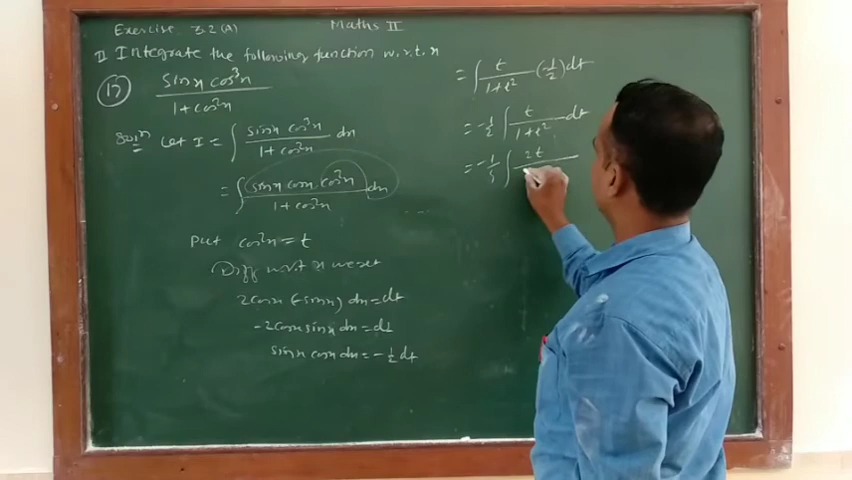 Exercise 3.2 (A) Maths II
II Integrate the following function w.r.t. x
17) sinx cos³x / 1 + cos²x
Solⁿ Let I = ∫ sinx cos³x / 1 + cos²x dx
= ∫ sinx cosx cos²x / 1 + cos²x dx
Put cos²x = t
Diff w.r.t x we get
2cosx (-sinx) dx = dt
-2cosx sinx dx = dt
sinx cosx dx = -1/2 dt
= ∫ t / 1+t² (-1/2) dt
= -1/2 ∫ t / 1+t² dt
= -1/ ∫ 2t /